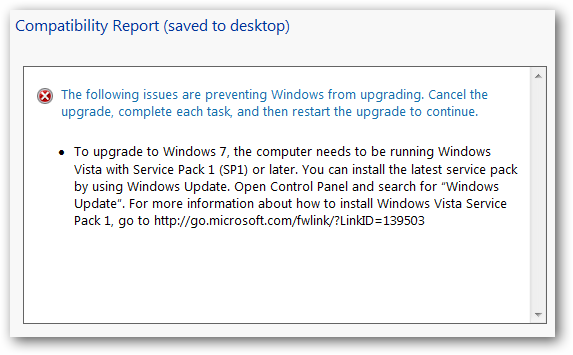 Compatibility Report (saved to desktop)
The following issues are preventing Windows from upgrading. Cancel the
upgrade, complete each task, and then restart the upgrade to continue.
• To upgrade to Windows 7, the computer needs to be running Windows
Vista with Service Pack 1 (SP1) or later. You can install the latest service pack
by using Windows Update. Open Control Panel and search for “Windows
Update”. For more information about how to install Windows Vista Service
Pack 1, go to http://go.microsoft.com/fwlink/?LinkID=139503